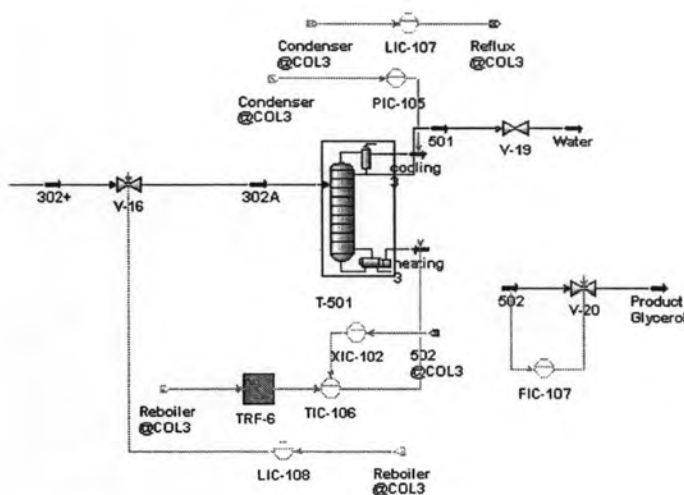 Condenser
@COL3
LIC-107
Reflux
@COL3
Condenser
@COL3
PIC-105
501
V-19
Water
cooling
3
302+
V-16
302A
heating
3
T-501
502
V-20
Product
Glycerol
XIC-102
502
@COL3
FIC-107
Reboiler
@COL3
TRF-6
TIC-106
LIC-108
Reboiler
@COL3